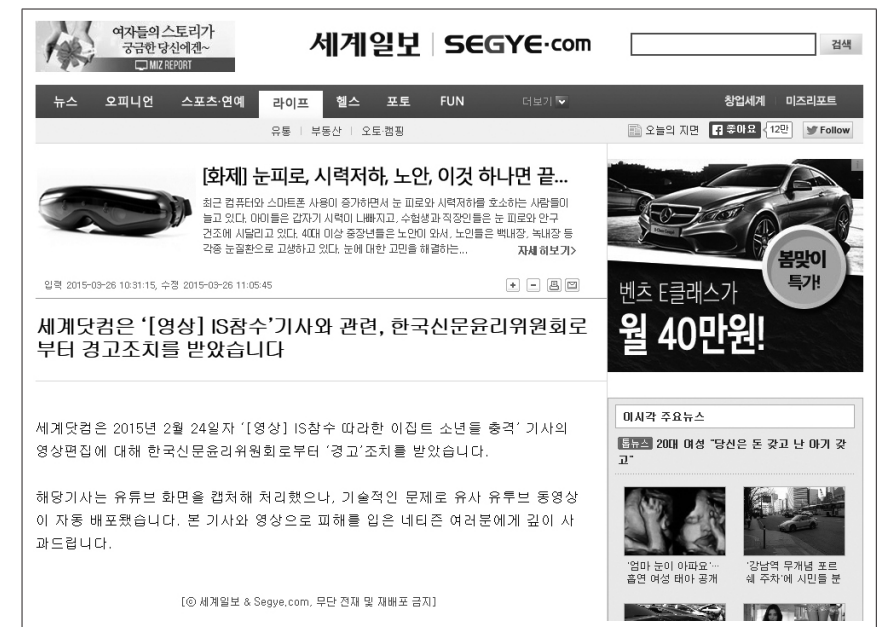 여자들의 스토리가
궁금한 당신에겐~
MIZ REPORT
세계일보 SEGYE.com
검색
뉴스 오피니언 스포츠·연예 라이프 헬스 포토 FUN 더보기 창업세계 미즈리포트
유통 부동산 오토·캠핑 오늘의 지면 좋아요 12만 Follow
[화제] 눈피로, 시력저하, 노안, 이것 하나면 끝...
최근 컴퓨터와 스마트폰 사용이 증가하면서 눈 피로와 시력저하를 호소하는 사람들이
늘고 있다. 아이들은 갑자기 시력이 나빠지고, 수험생과 직장인들은 눈 피로와 안구
건조에 시달리고 있다. 40대 이상 중장년들은 노안이 와서, 노인들은 백내장, 녹내장 등
각종 눈질환으로 고생하고 있다. 눈에 대한 고민을 해결하는... 자세히보기>
입력 2015-03-26 10:31:15, 수정 2015-03-26 11:05:45
세계닷컴은 ‘[영상] IS참수’기사와 관련, 한국신문윤리위원회로
부터 경고조치를 받았습니다
세계닷컴은 2015년 2월 24일자 ‘[영상] IS참수 따라한 이집트 소년들 충격’ 기사의
영상편집에 대해 한국신문윤리위원회로부터 ‘경고’조치를 받았습니다.
해당기사는 유튜브 화면을 캡처해 처리했으나, 기술적인 문제로 유사 유투브 동영상
이 자동 배포됐습니다. 본 기사와 영상으로 피해를 입은 네티즌 여러분에게 깊이 사
과드립니다.
[ⓒ 세계일보 & Segye.com, 무단 전재 및 재배포 금지]
봄맞이
특가!
벤츠 E클래스가
월 40만원!
이시각 주요뉴스
톱뉴스 20대 여성 "당신은 돈 갖고 난 아기 갖
고"
'엄마 눈이 아파요'…
흡연 여성 태아 공개
'강남역 무개념 포르
쉐 주차'에 시민들 분